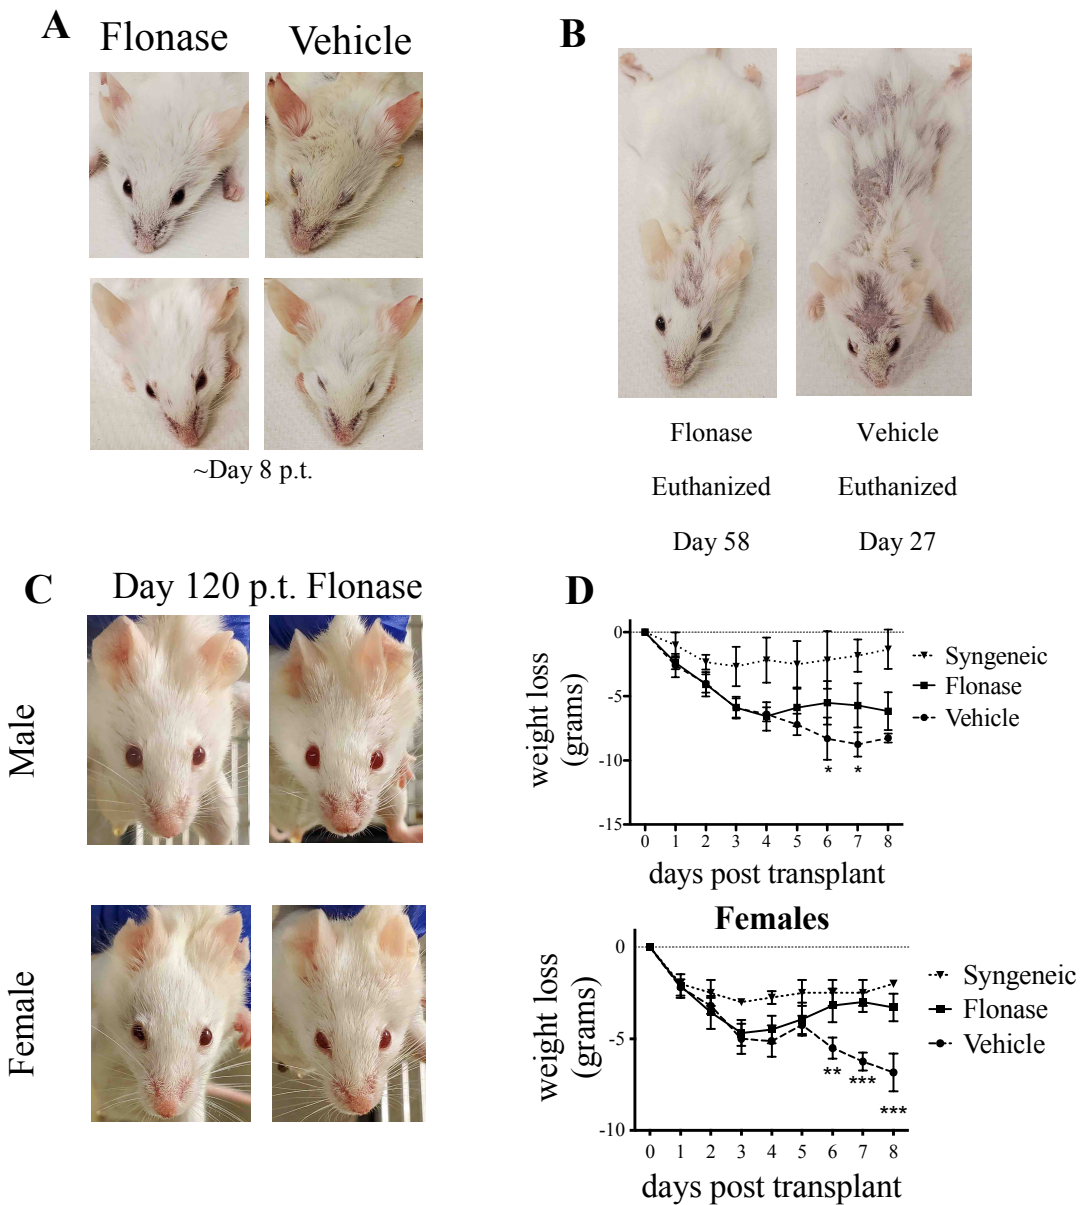 A
Flonase
Vehicle
~Day 8 p.t.
B
Flonase
Euthanized
Day 58
Vehicle
Euthanized
Day 27
C
Day 120 p.t. Flonase
Male
Female
D
weight loss
(grams)
0
-5
-10
-15
* *
0 1 2 3 4 5 6 7 8
days post transplant
Syngeneic
Flonase
Vehicle
Females
weight loss
(grams)
0
-5
-10
** ***
***
0 1 2 3 4 5 6 7 8
days post transplant
Syngeneic
Flonase
Vehicle